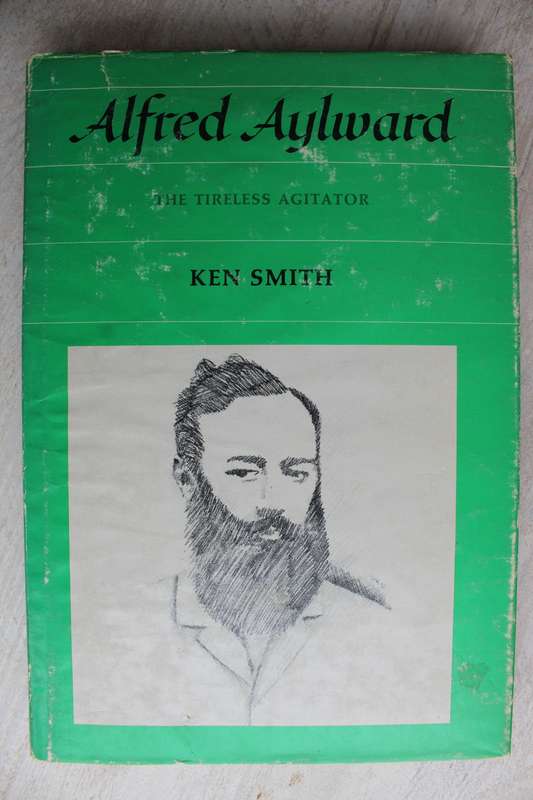 Alfred Aylward
THE TIRELESS AGITATOR
KEN SMITH